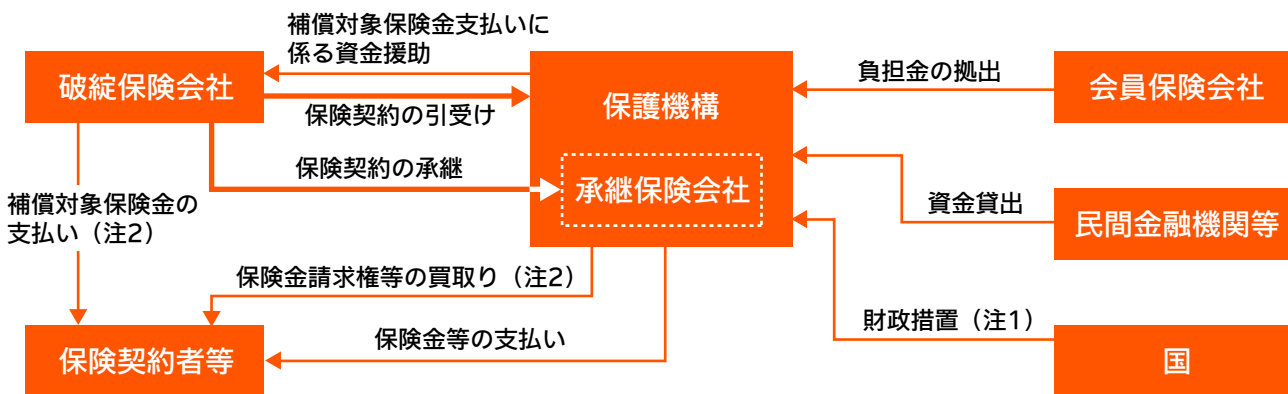 補償対象保険金支払いに
係る資金援助
破綻保険会社
保護機構
負担金の拠出
会員保険会社
保険契約の引受け
保険契約の承継
承継保険会社
補償対象保険金の
支払い（注2）
資金貸出
民間金融機関等
保険金請求権等の買取り（注2）
財政措置（注1）
保険金等の支払い
保険契約者等
国